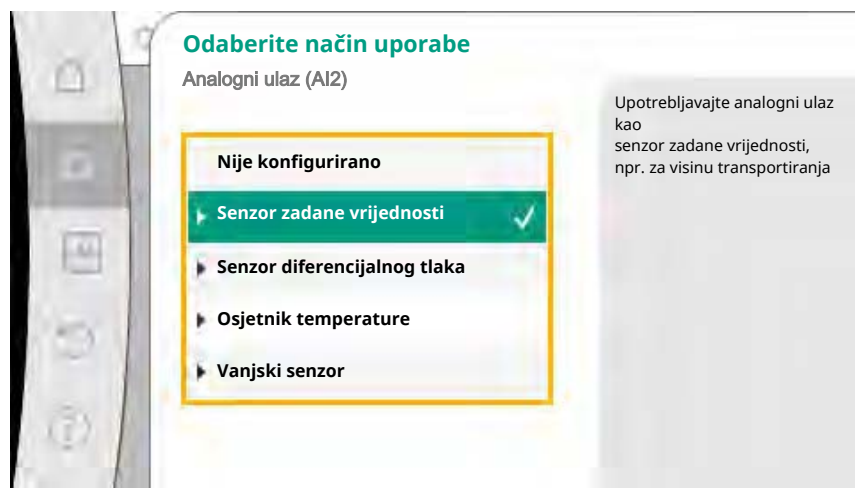 Odaberite način uporabe
Analogni ulaz (AI2)
Nije konfigurirano
Senzor zadane vrijednosti
Senzor diferencijalnog tlaka
Osjetnik temperature
Vanjski senzor
Upotrebljavajte analogni ulaz
kao
senzor zadane vrijednosti,
npr. za visinu transportiranja